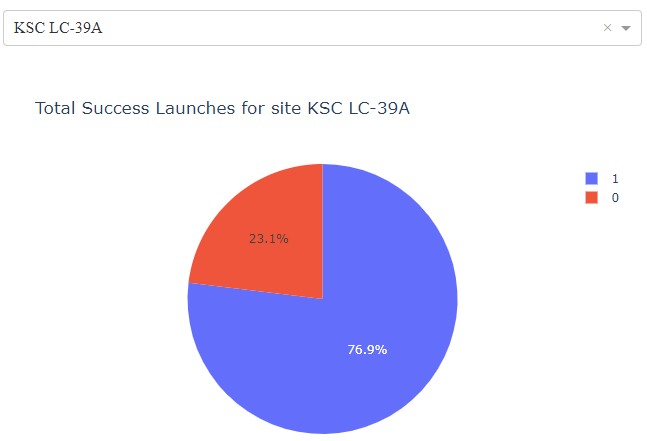 KSC LC-39A ×
Total Success Launches for site KSC LC-39A
1
0
23.1%
76.9%